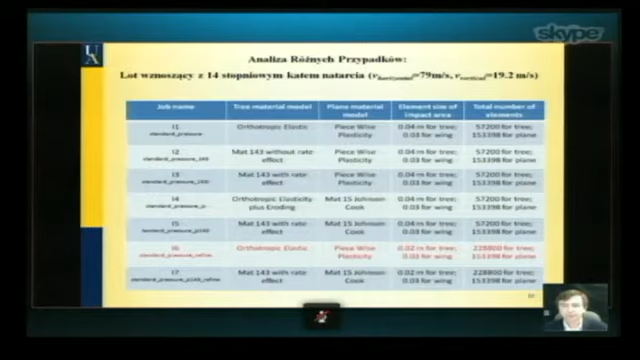 skype
UA
Analiza Różnych Przypadków:
Lot wznoszący z 14 stopniowym katem natarcia (v horizontal=79m/s, v vertical=19.2 m/s)
Job name Tree material model Plane material model Element size of impact area Total number of elements
I1 standard_pressure Orthotropic Elastic Piece Wise Plasticity 0.04 m for tree; 0.03 for wing 57200 for tree; 153398 for plane
I2 Mat 143 without rate effect Piece Wise Plasticity 0.04 m for tree; 0.03 for wing 57200 for tree; 153398 for plane
I3 Mat 143 with rate effect Piece Wise Plasticity 0.04 m for tree; 0.03 for wing 57200 for tree; 153398 for plane
I4 Orthotropic Elasticity plus Eroding Mat 15 Johnson Cook 0.04 m for tree; 0.03 for wing 57200 for tree; 153398 for plane
I5 Mat 143 with rate effect Mat 15 Johnson Cook 0.04 m for tree; 0.03 for wing 57200 for tree; 153398 for plane
I6 standard_pressure_refine Orthotropic Elastic Piece Wise Plasticity 0.02 m for tree; 0.03 for wing 228800 for tree; 153398 for plane
I7 standard_pressure_p143_refine Mat 143 with rate effect Mat 15 Johnson Cook 0.02 m for tree; 0.03 for wing 228800 for tree; 153398 for plane